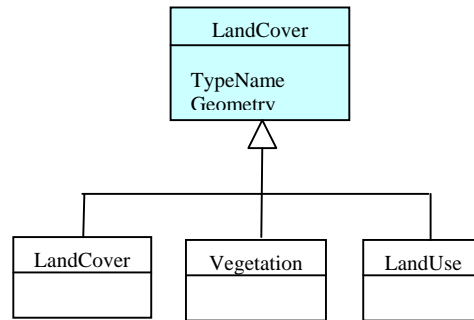 LandCover
TypeName
Geometry
LandCover
Vegetation
LandUse